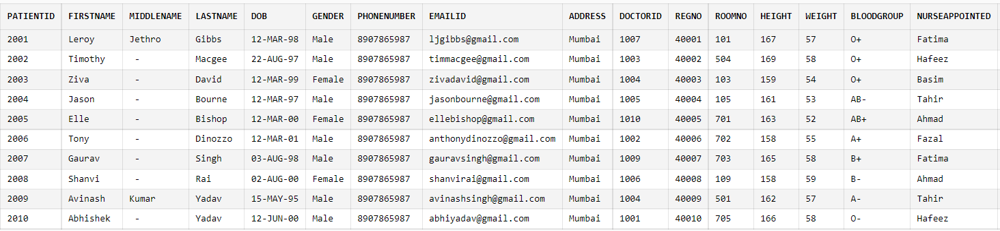 PATIENTID FIRSTNAME MIDDLENAME LASTNAME DOB GENDER PHONENUMBER EMAILID ADDRESS DOCTORID REGNO ROOMNO HEIGHT WEIGHT BLOODGROUP NURSEAPPOINTED
2001 Leroy Jethro Gibbs 12-MAR-98 Male 8907865987 ljgibbs@gmail.com Mumbai 1007 40001 101 167 57 O+ Fatima
2002 Timothy - Macgee 22-AUG-97 Male 8907865987 timmacgee@gmail.com Mumbai 1003 40002 504 169 58 O+ Hafeez
2003 Ziva - David 12-MAR-99 Female 8907865987 zivadavid@gmail.com Mumbai 1004 40003 103 159 54 O+ Basim
2004 Jason - Bourne 12-MAR-97 Male 8907865987 jasonbourne@gmail.com Mumbai 1005 40004 105 161 53 AB- Tahir
2005 Elle - Bishop 12-MAR-00 Female 8907865987 ellebishop@gmail.com Mumbai 1010 40005 701 163 52 AB+ Ahmad
2006 Tony - Dinozzo 12-MAR-01 Male 8907865987 anthonydinozzo@gmail.com Mumbai 1002 40006 702 158 55 A+ Fazal
2007 Gaurav - Singh 03-AUG-98 Male 8907865987 gauravsingh@gmail.com Mumbai 1009 40007 703 165 58 B+ Fatima
2008 Shanvi - Rai 02-AUG-00 Female 8907865987 shanvirai@gmail.com Mumbai 1006 40008 109 158 59 B- Ahmad
2009 Avinash Kumar Yadav 15-MAY-95 Male 8907865987 avinashsingh@gmail.com Mumbai 1004 40009 501 162 57 A- Tahir
2010 Abhishek - Yadav 12-JUN-00 Male 8907865987 abhiyadav@gmail.com Mumbai 1001 40010 705 166 58 O- Hafeez